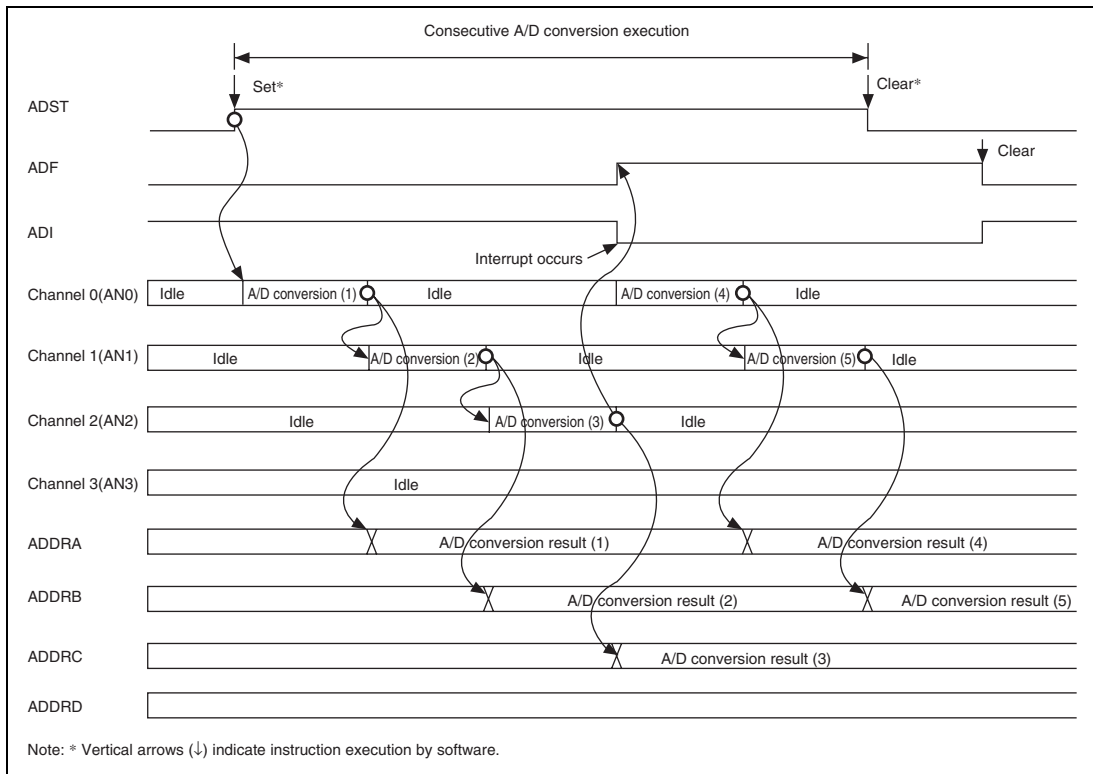 Consecutive A/D conversion execution
Set*
Clear*
ADST
Clear
ADF
ADI
Interrupt occurs
Channel 0(AN0)
Idle
A/D conversion (1)
Idle
A/D conversion (4)
Idle
Channel 1(AN1)
Idle
A/D conversion (2)
Idle
A/D conversion (5)
Idle
Channel 2(AN2)
Idle
A/D conversion (3)
Idle
Channel 3(AN3)
Idle
ADDRA
A/D conversion result (1)
A/D conversion result (4)
ADDRB
A/D conversion result (2)
A/D conversion result (5)
ADDRC
A/D conversion result (3)
ADDRD
Note: * Vertical arrows (↓) indicate instruction execution by software.